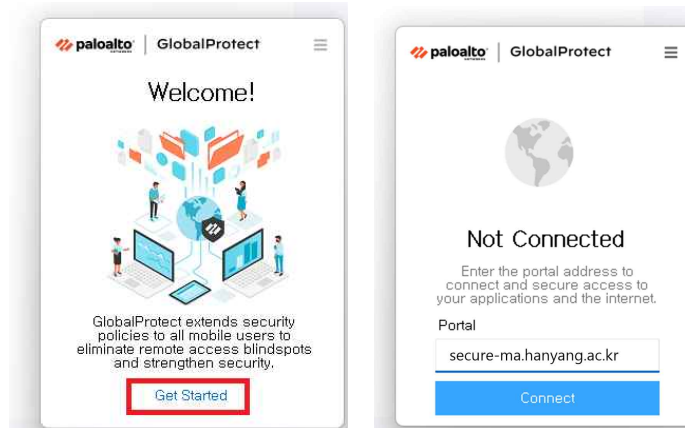 paloalto GlobalProtect
Welcome!
GlobalProtect extends security
policies to all mobile users to
eliminate remote access blindspots
and strengthen security.
Get Started
paloalto GlobalProtect
Not Connected
Enter the portal address to
connect and secure access to
your applications and the internet.
Portal
secure-ma.hanyang.ac.kr
Connect